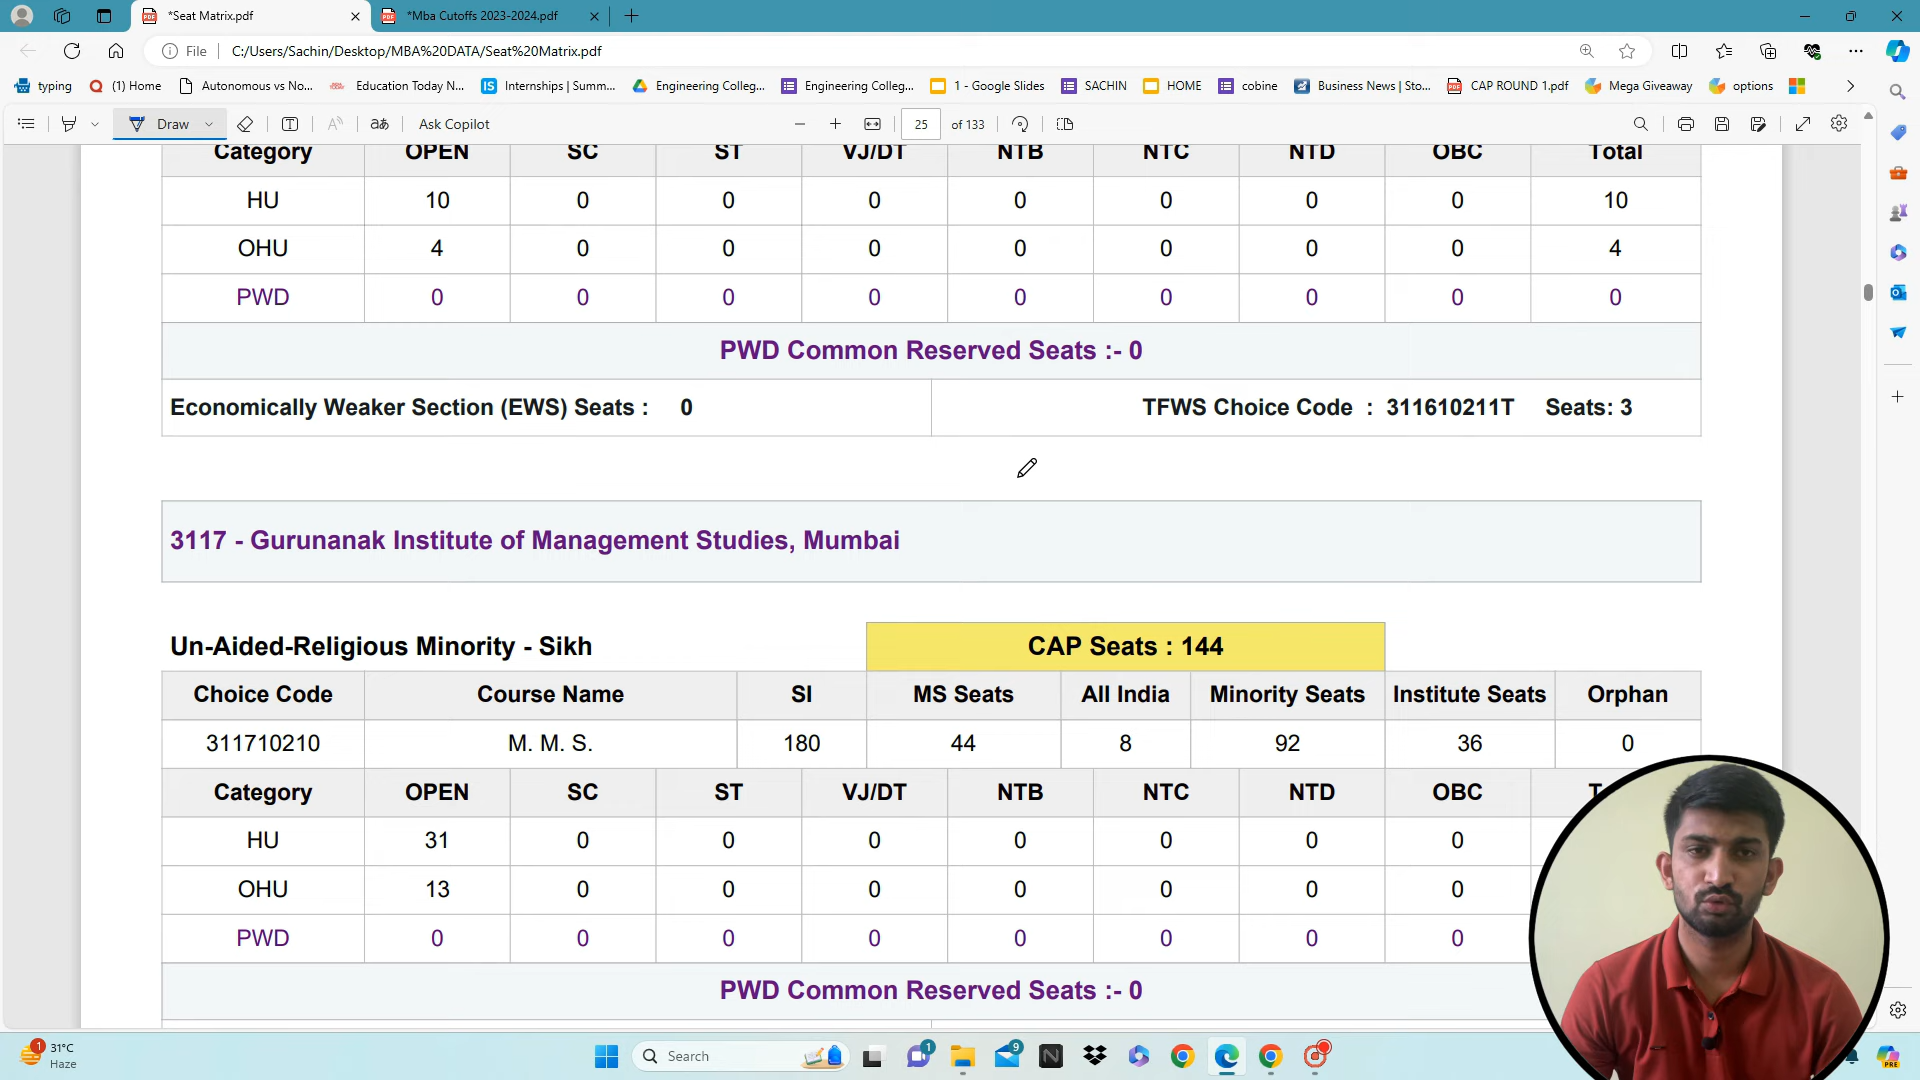 *Seat Matrix.pdf
*Mba Cutoffs 2023-2024.pdf
File
C:/Users/Sachin/Desktop/MBA%20DATA/Seat%20Matrix.pdf
typing
(1) Home
Autonomous vs No...
Education Today N...
Internships | Summ...
Engineering Colleg...
Engineering Colleg...
1 - Google Slides
SACHIN
HOME
cobine
Business News | Sto...
CAP ROUND 1.pdf
Mega Giveaway
options
Draw
Ask Copilot
25 of 133
Category OPEN SC ST VJ/DT NTB NTC NTD OBC Total
HU 10 0 0 0 0 0 0 0 10
OHU 4 0 0 0 0 0 0 0 4
PWD 0 0 0 0 0 0 0 0 0
PWD Common Reserved Seats :- 0
Economically Weaker Section (EWS) Seats : 0
TFWS Choice Code : 311610211T Seats: 3
3117 - Gurunanak Institute of Management Studies, Mumbai
Un-Aided-Religious Minority - Sikh
CAP Seats : 144
Choice Code Course Name SI MS Seats All India Minority Seats Institute Seats Orphan
311710210 M. M. S. 180 44 8 92 36 0
Category OPEN SC ST VJ/DT NTB NTC NTD OBC
HU 31 0 0 0 0 0 0 0
OHU 13 0 0 0 0 0 0 0
PWD 0 0 0 0 0 0 0 0
PWD Common Reserved Seats :- 0
1
31°C
Haze
Search
1
9
PRE